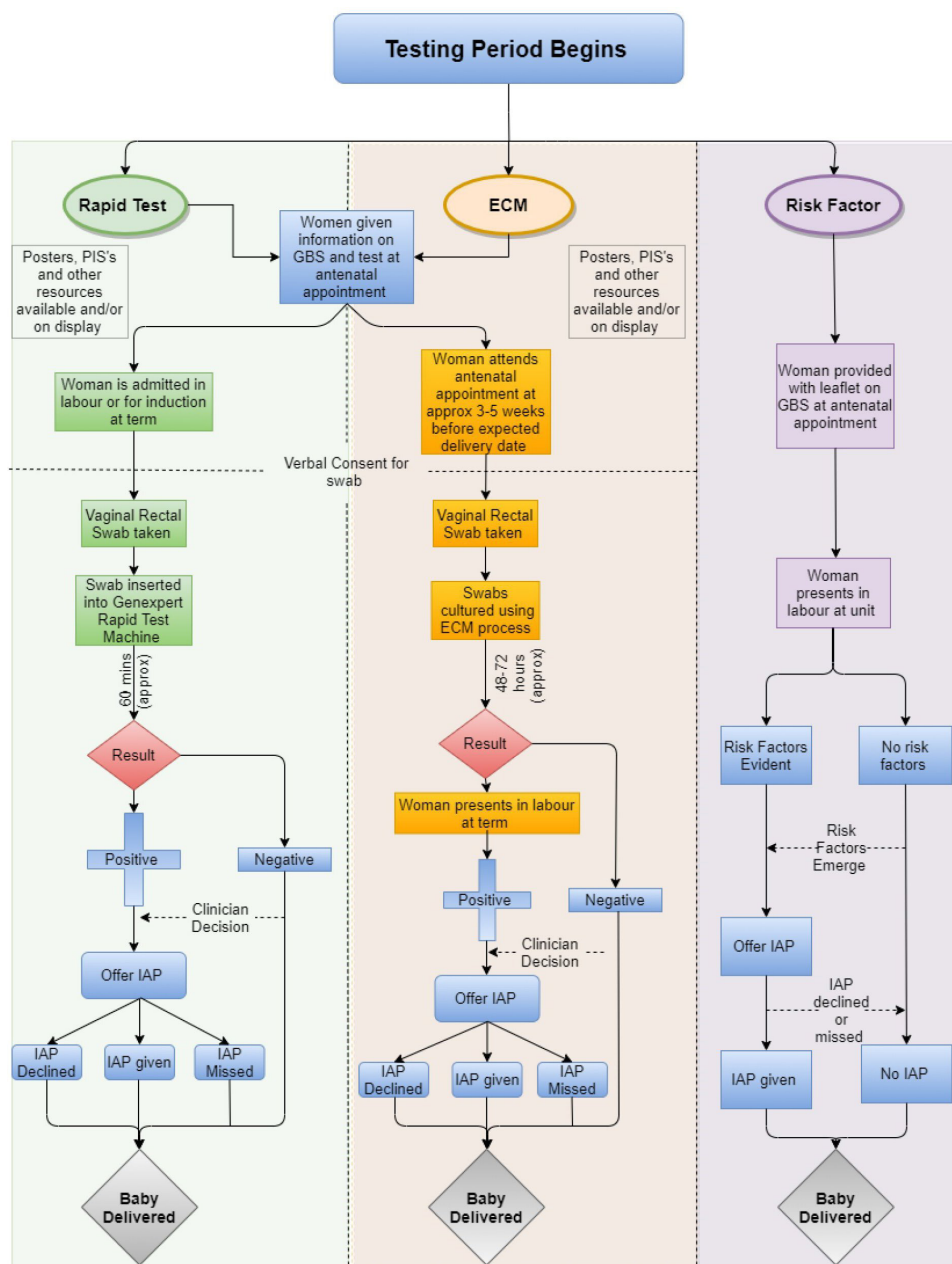 Testing Period Begins
Rapid Test
ECM
Risk Factor
Women given
information on
GBS and test at
antenatal
appointment
Posters, PIS's
and other
resources
available and/or
on display
Posters, PIS's
and other
resources
available and/or
on display
Woman is admitted in
labour or for induction
at term
Woman attends
antenatal
appointment at
approx 3-5 weeks
before expected
delivery date
Woman provided
with leaflet on
GBS at antenatal
appointment
Verbal Consent for
swab
Vaginal Rectal
Swab taken
Vaginal Rectal
Swab taken
Swab inserted
into Genexpert
Rapid Test
Machine
Swabs
cultured using
ECM process
Woman
presents in
labour at unit
60 mins
(approx)
48-72
hours
(approx)
Result
Result
Risk Factors
Evident
No risk
factors
Woman presents in labour
at term
Risk
Factors
Emerge
Positive
Negative
Positive
Negative
Clinician
Decision
Clinician
Decision
Offer IAP
Offer IAP
Offer IAP
IAP
declined
or
missed
IAP
Declined
IAP given
IAP
Missed
IAP
Declined
IAP given
IAP
Missed
IAP given
No IAP
Baby
Delivered
Baby
Delivered
Baby
Delivered